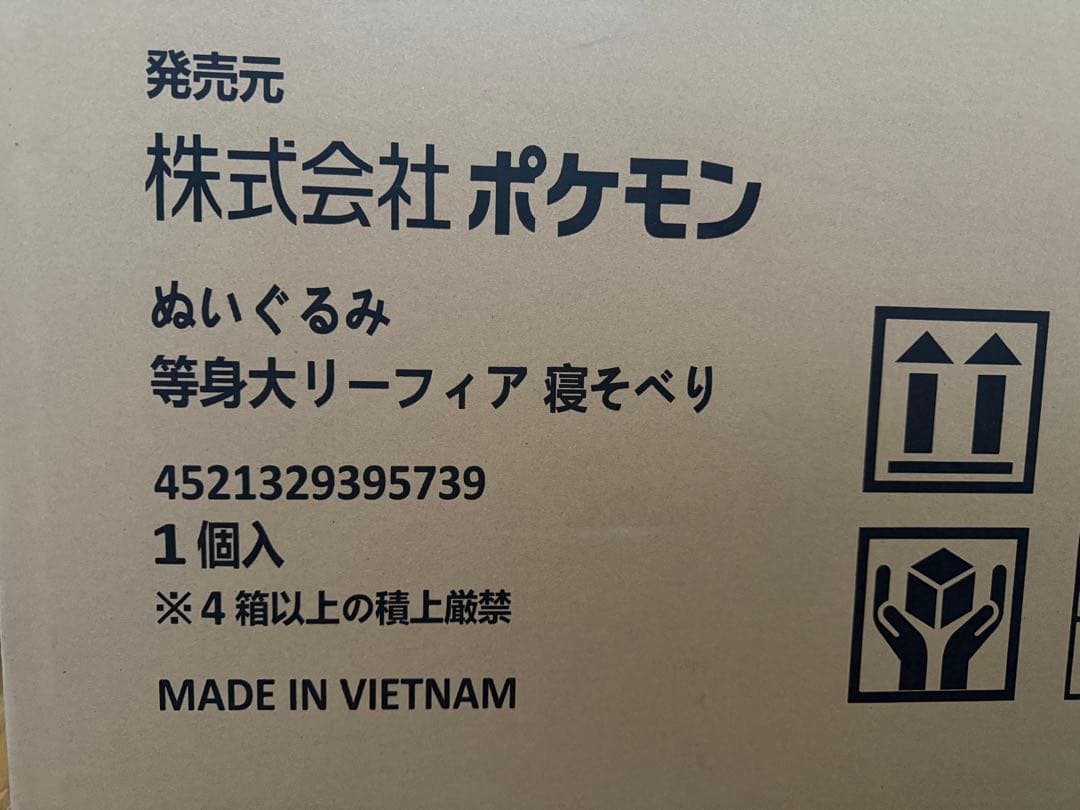 発売元
株式会社ポケモン
ぬいぐるみ
等身大リーフィア 寝そべり
4521329395739
1個入
※4箱以上の積上厳禁
MADE IN VIETNAM